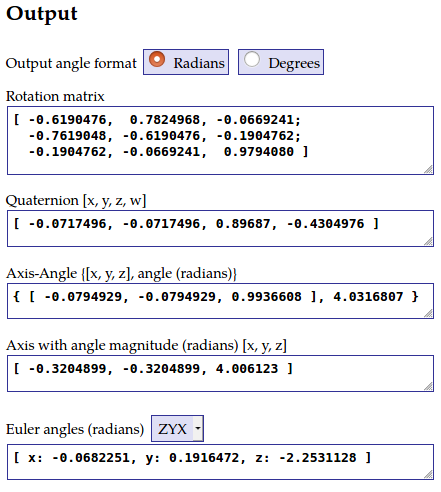 Output
Output angle format Radians Degrees
Rotation matrix
[ -0.6190476, 0.7824968, -0.0669241;
-0.7619048, -0.6190476, -0.1904762;
-0.1904762, -0.0669241, 0.9794080 ]
Quaternion [x, y, z, w]
[ -0.0717496, -0.0717496, 0.89687, -0.4304976 ]
Axis-Angle {[x, y, z], angle (radians)}
{ [ -0.0794929, -0.0794929, 0.9936608 ], 4.0316807 }
Axis with angle magnitude (radians) [x, y, z]
[ -0.3204899, -0.3204899, 4.006123 ]
Euler angles (radians) ZYX
[ x: -0.0682251, y: 0.1916472, z: -2.2531128 ]